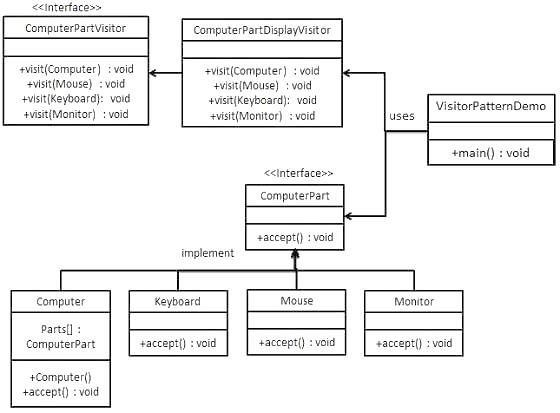 <<Interface>>
ComputerPartVisitor
+visit(Computer) : void
+visit(Mouse) : void
+visit(Keyboard): void
+visit(Monitor) : void
ComputerPartDisplayVisitor
+visit(Computer) : void
+visit(Mouse) : void
+visit(Keyboard): void
+visit(Monitor) : void
uses
VisitorPatternDemo
+main() : void
<<Interface>>
ComputerPart
+accept() : void
implement
Computer
Parts[] :
ComputerPart
+Computer()
+accept() : void
Keyboard
+accept() : void
Mouse
+accept() : void
Monitor
+accept() : void